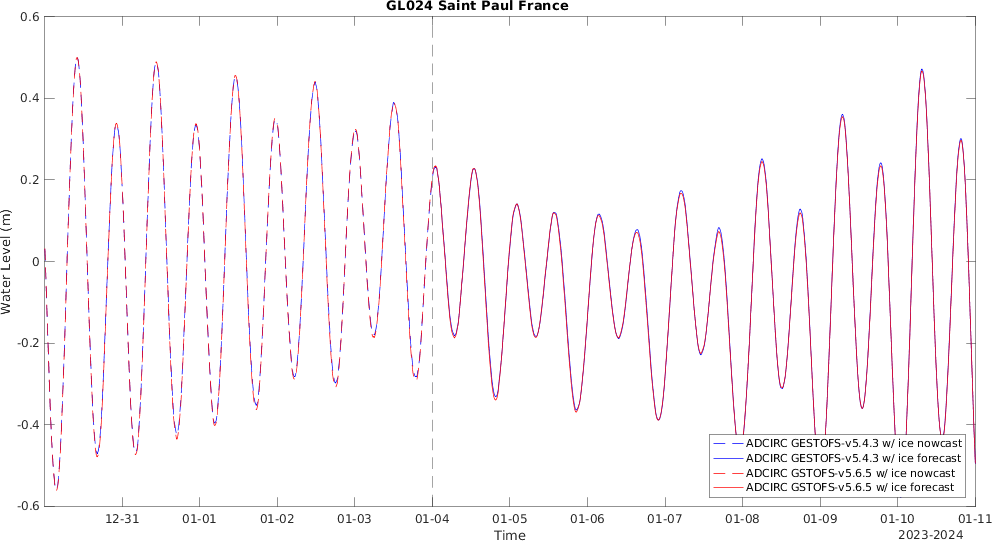 GL024 Saint Paul France
0.6
0.4
0.2
0
-0.2
-0.4
-0.6
Water Level (m)
ADCIRC GESTOFS-v5.4.3 w/ ice nowcast
ADCIRC GESTOFS-v5.4.3 w/ ice forecast
ADCIRC GSTOFS-v5.6.5 w/ ice nowcast
ADCIRC GSTOFS-v5.6.5 w/ ice forecast
12-31 01-01 01-02 01-03 01-04 01-05 01-06 01-07 01-08 01-09 01-10 01-11
Time
2023-2024